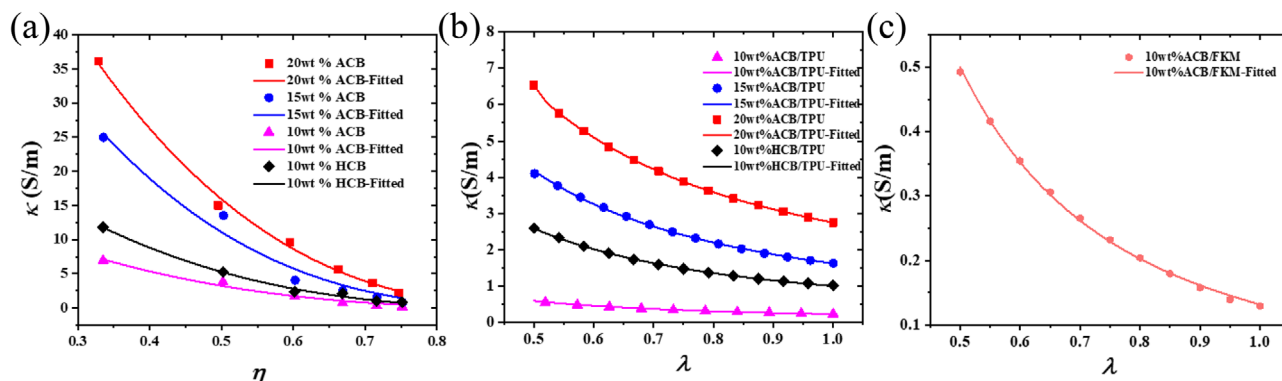 (a)
40
35
30
25
20
15
10
5
0
κ (S/m)
20wt % ACB
20wt % ACB-Fitted
15wt % ACB
15wt % ACB-Fitted
10wt % ACB
10wt % ACB-Fitted
10wt % HCB
10wt % HCB-Fitted
0.3 0.4 0.5 0.6 0.7 0.8
η
(b)
8
7
6
5
4
3
2
1
0
κ(S/m)
10wt%ACB/TPU
10wt%ACB/TPU-Fitted
15wt%ACB/TPU
15wt%ACB/TPU-Fitted
20wt%ACB/TPU
20wt%ACB/TPU-Fitted
10wt%HCB/TPU
10wt%HCB/TPU-Fitted
0.5 0.6 0.7 0.8 0.9 1.0
λ
(c)
0.5
0.4
0.3
0.2
0.1
κ(S/m)
10wt%ACB/FKM
10wt%ACB/FKM-Fitted
0.5 0.6 0.7 0.8 0.9 1.0
λ